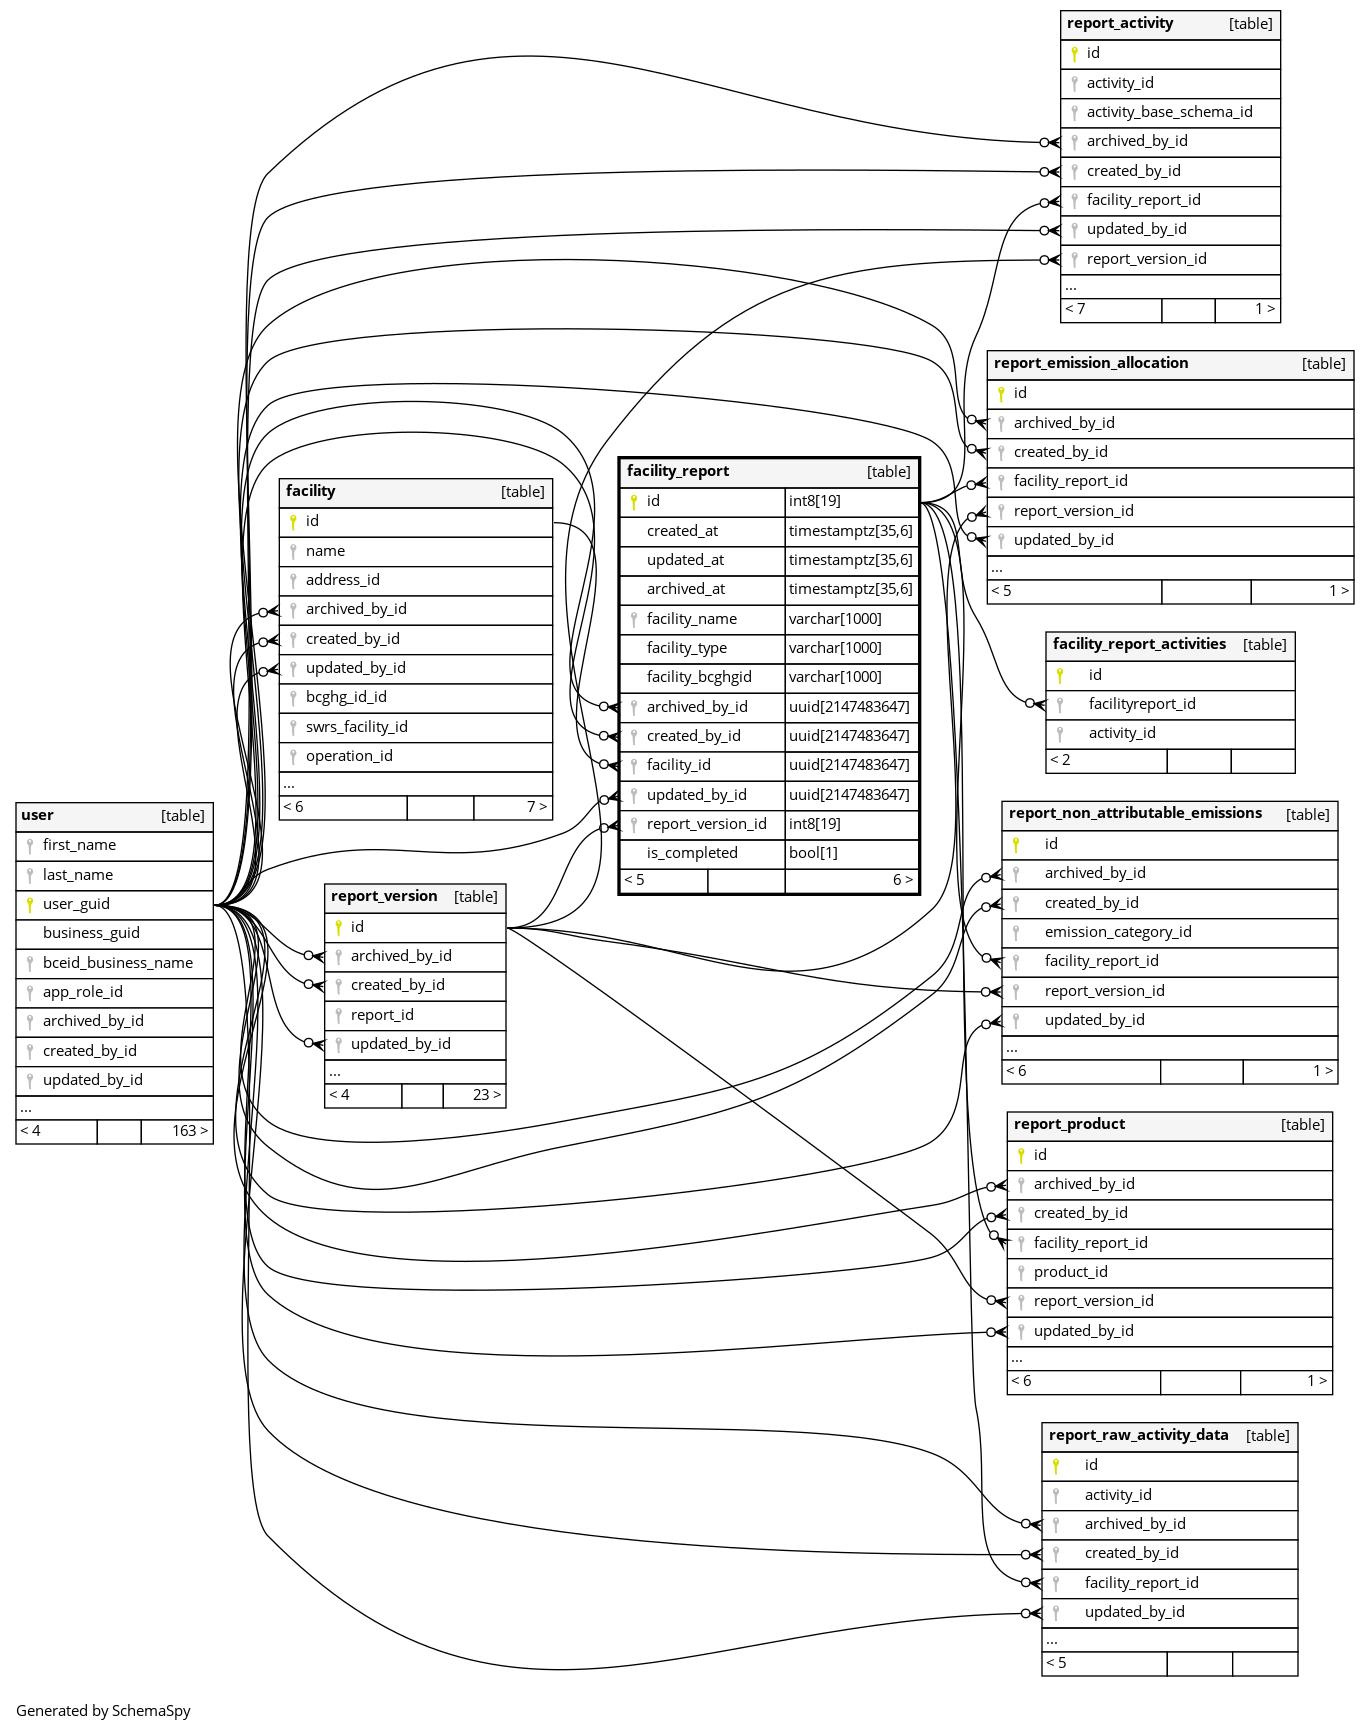 report_activity [table]
id
activity_id
activity_base_schema_id
archived_by_id
created_by_id
facility_report_id
updated_by_id
report_version_id
...
< 7 1 >
report_emission_allocation [table]
id
archived_by_id
created_by_id
facility_report_id
report_version_id
updated_by_id
...
< 5 1 >
facility_report [table]
id int8[19]
created_at timestamptz[35,6]
updated_at timestamptz[35,6]
archived_at timestamptz[35,6]
facility_name varchar[1000]
facility_type varchar[1000]
facility_bcghgid varchar[1000]
archived_by_id uuid[2147483647]
created_by_id uuid[2147483647]
facility_id uuid[2147483647]
updated_by_id uuid[2147483647]
report_version_id int8[19]
is_completed bool[1]
< 5 6 >
facility [table]
id
name
address_id
archived_by_id
created_by_id
updated_by_id
bcghg_id_id
swrs_facility_id
operation_id
...
< 6 7 >
facility_report_activities [table]
id
facilityreport_id
activity_id
< 2
user [table]
first_name
last_name
user_guid
business_guid
bceid_business_name
app_role_id
archived_by_id
created_by_id
updated_by_id
...
< 4 163 >
report_version [table]
id
archived_by_id
created_by_id
report_id
updated_by_id
...
< 4 23 >
report_non_attributable_emissions [table]
id
archived_by_id
created_by_id
emission_category_id
facility_report_id
report_version_id
updated_by_id
...
< 6 1 >
report_product [table]
id
archived_by_id
created_by_id
facility_report_id
product_id
report_version_id
updated_by_id
...
< 6 1 >
report_raw_activity_data [table]
id
activity_id
archived_by_id
created_by_id
facility_report_id
updated_by_id
...
< 5
Generated by SchemaSpy